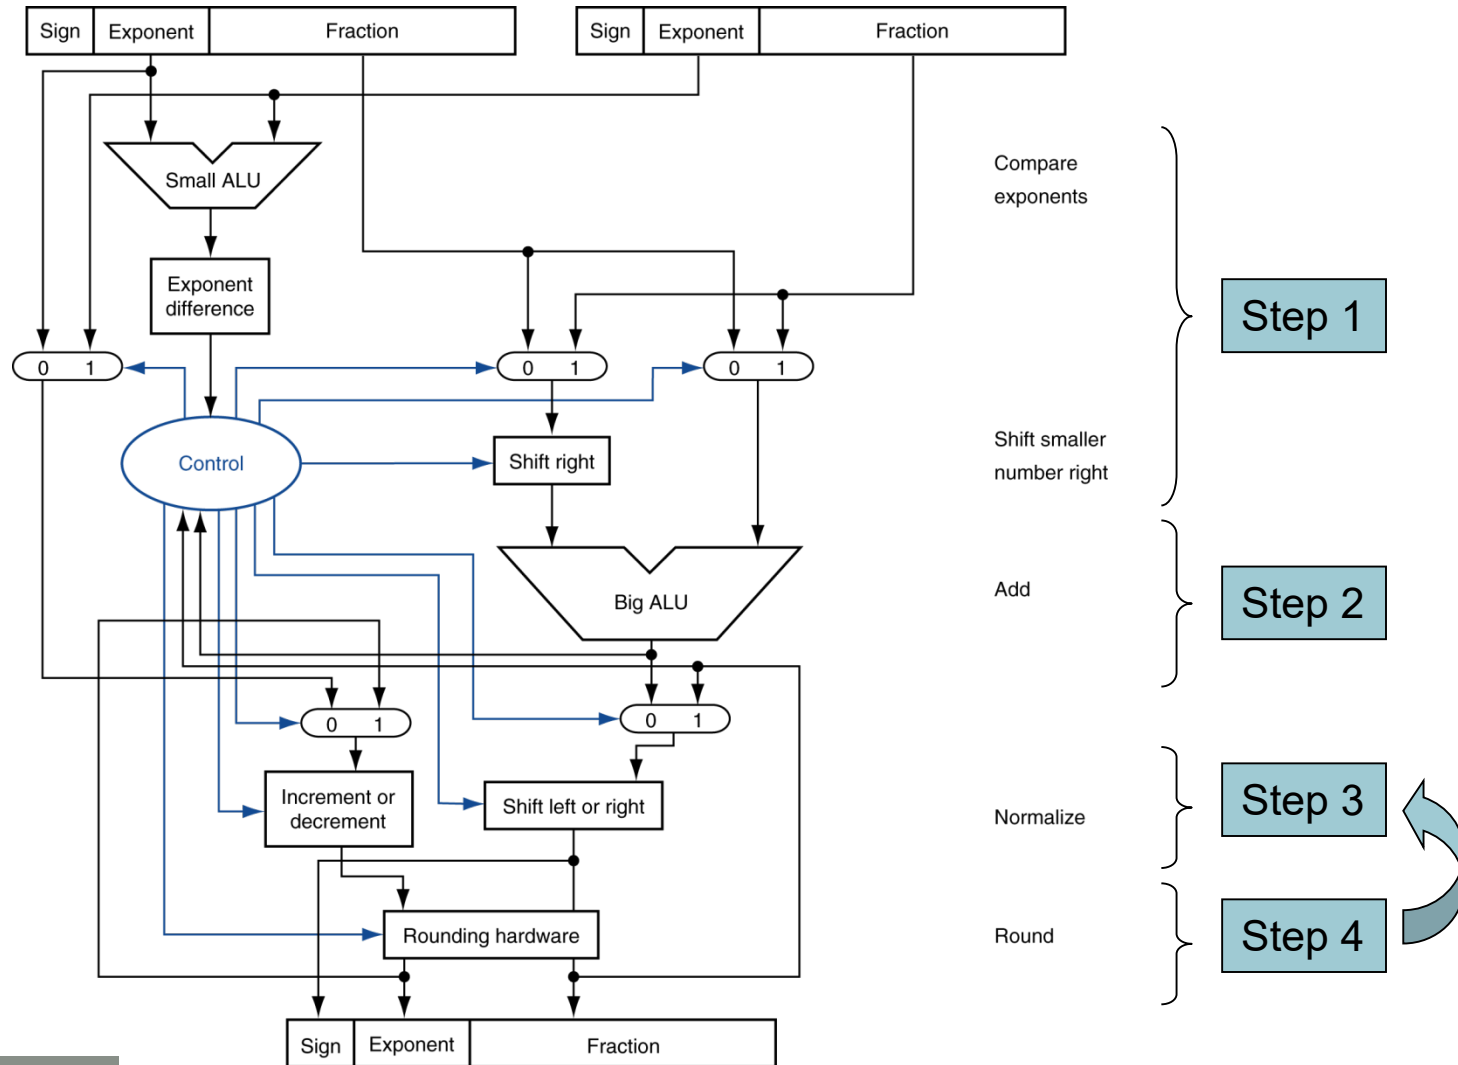 Sign Exponent Fraction Sign Exponent Fraction
Small ALU
Compare
exponents
Exponent
difference
Step 1
0 1 0 1 0 1
Control
Shift right
Shift smaller
number right
Add
Big ALU
Step 2
0 1 0 1
Increment or
decrement
Shift left or right
Normalize
Step 3
Rounding hardware
Round
Step 4
Sign Exponent Fraction